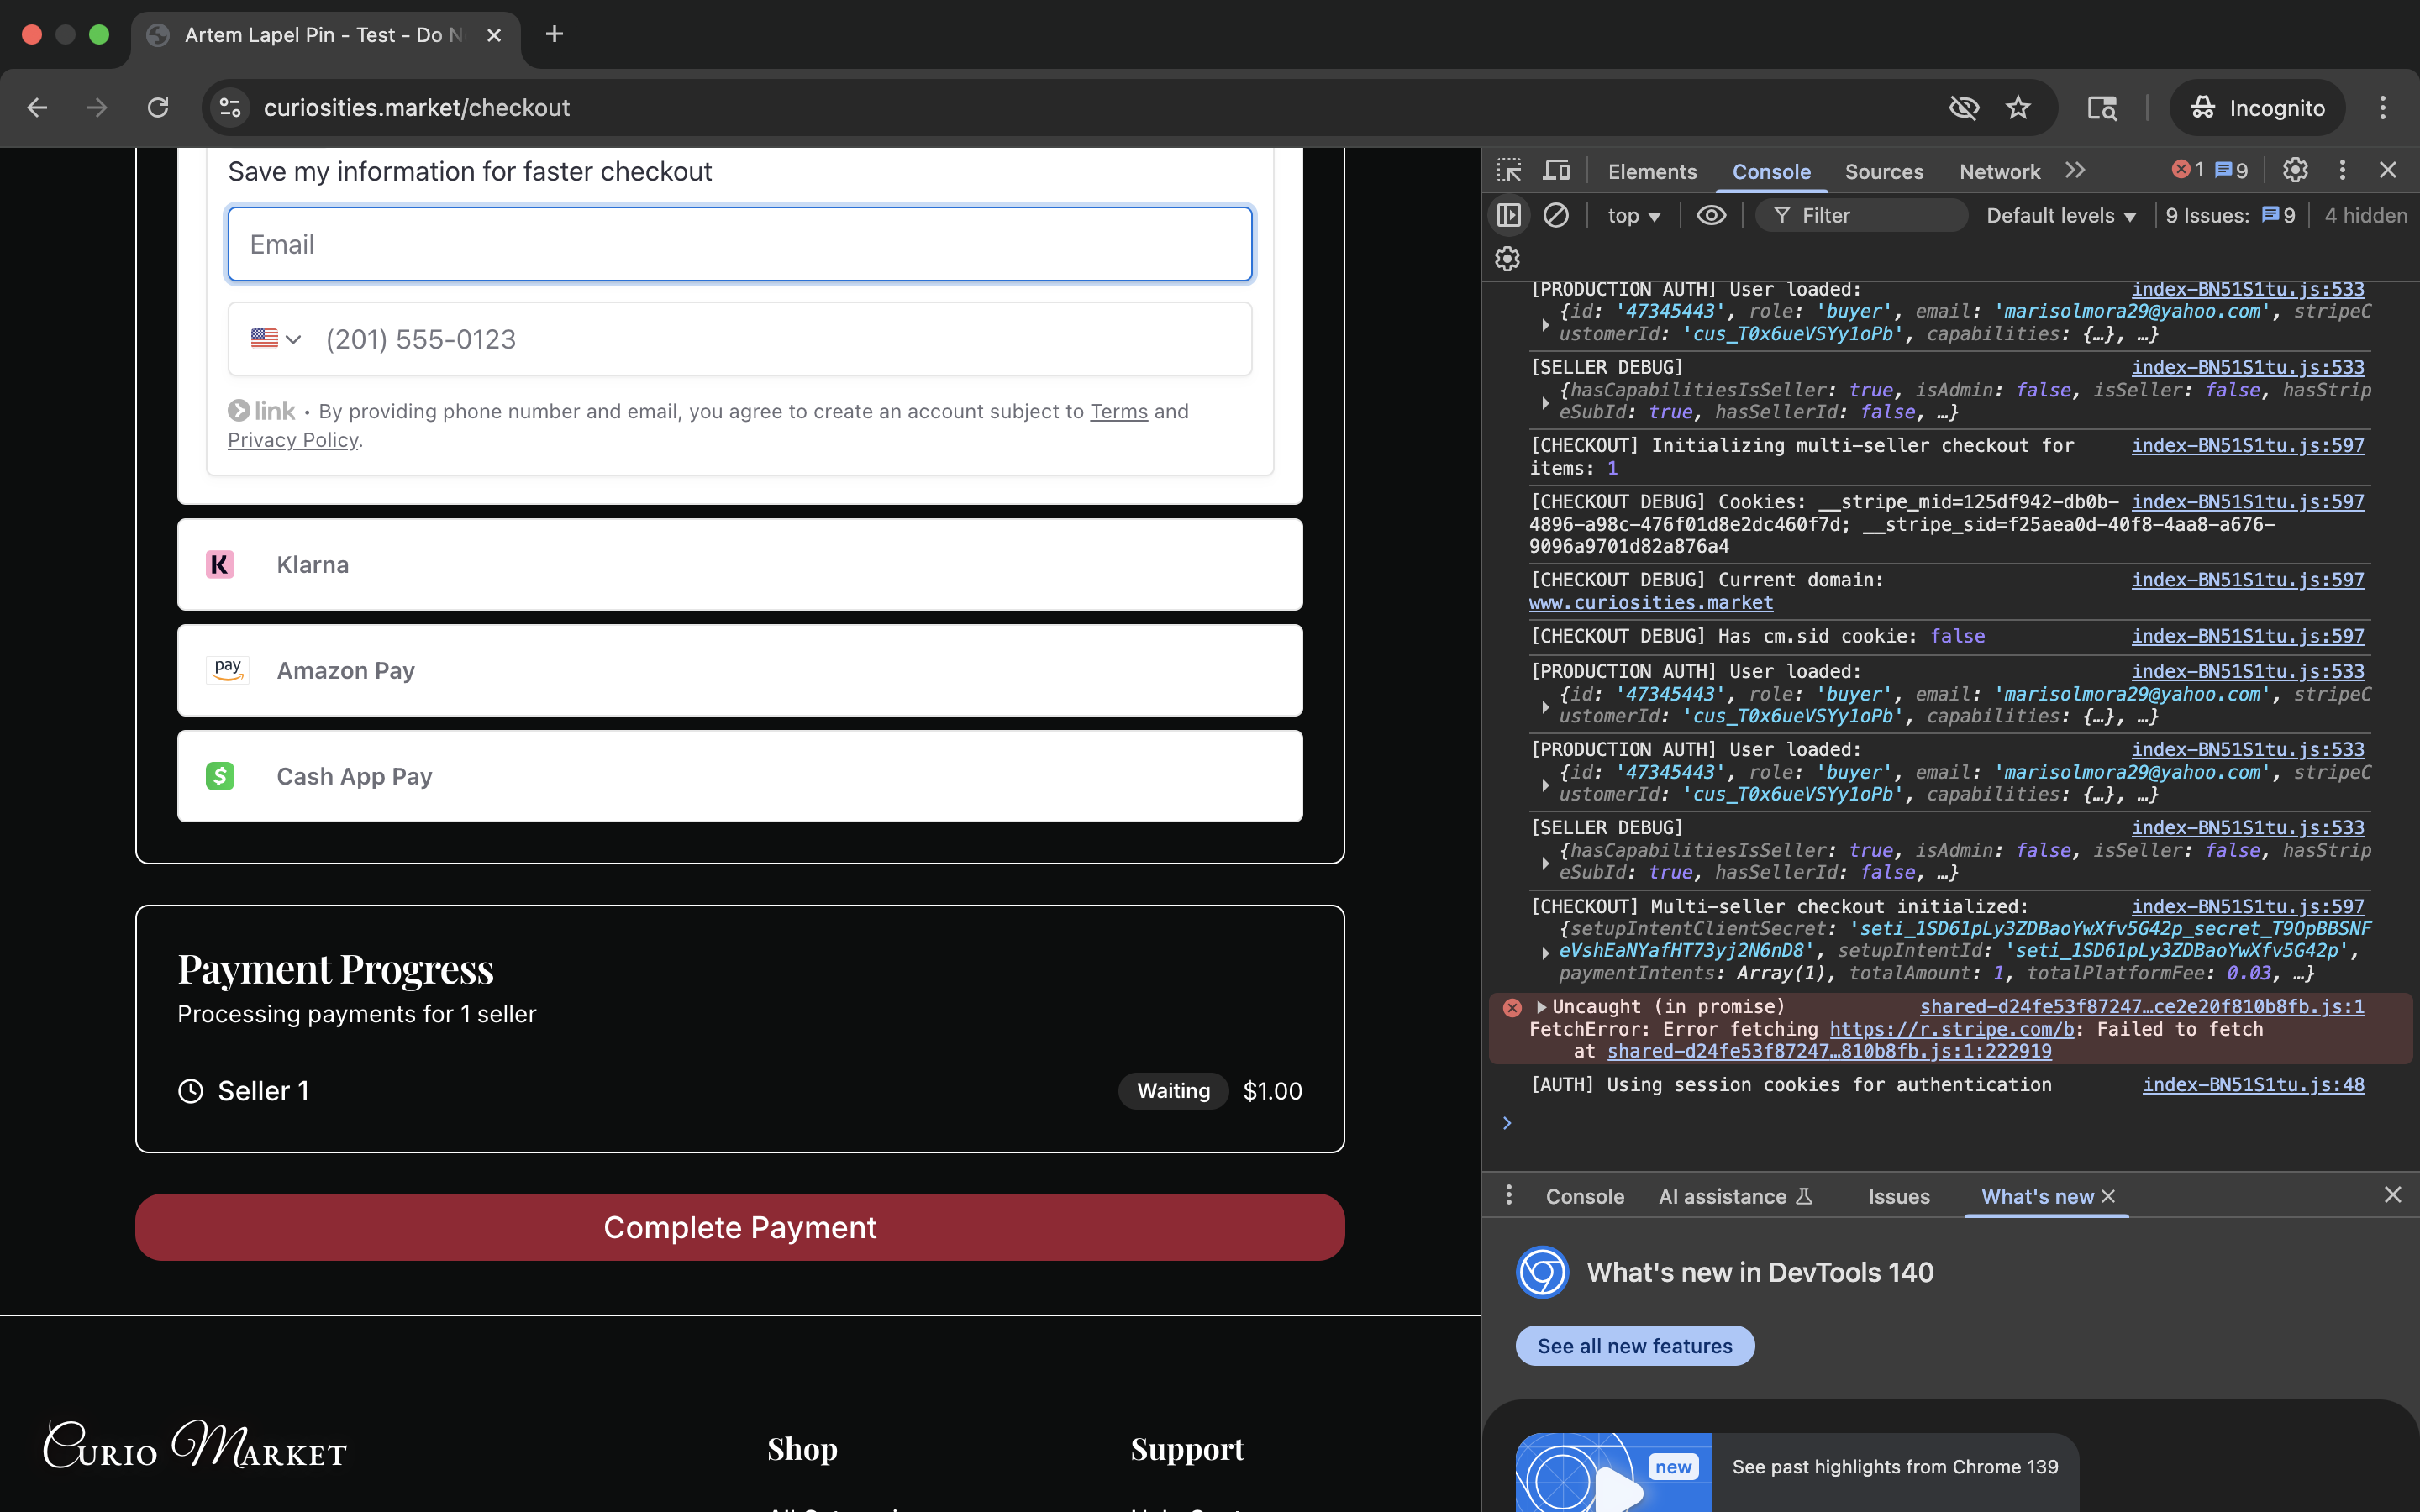 Artem Lapel Pin - Test - Do N
curiosities.market/checkout
Incognito
Save my information for faster checkout
Email
(201) 555-0123
link • By providing phone number and email, you agree to create an account subject to Terms and
Privacy Policy.
K Klarna
pay Amazon Pay
$ Cash App Pay
Payment Progress
Processing payments for 1 seller
Seller 1 Waiting $1.00
Complete Payment
Curio Market
Shop
Support
Elements Console Sources Network 1 9
top Filter Default levels 9 Issues: 9 4 hidden
[PRODUCTION AUTH] User loaded: index-BN51S1tu.js:533
{id: '47345443', role: 'buyer', email: 'marisolmora29@yahoo.com', stripeC
ustomerId: 'cus_T0x6ueVSYy1oPb', capabilities: {…}, …}
[SELLER DEBUG] index-BN51S1tu.js:533
{hasCapabilitiesIsSeller: true, isAdmin: false, isSeller: false, hasStrip
eSubId: true, hasSellerId: false, …}
[CHECKOUT] Initializing multi-seller checkout for index-BN51S1tu.js:597
items: 1
[CHECKOUT DEBUG] Cookies: __stripe_mid=125df942-db0b- index-BN51S1tu.js:597
4896-a98c-476f01d8e2dc460f7d; __stripe_sid=f25aea0d-40f8-4aa8-a676-
9096a9701d82a876a4
[CHECKOUT DEBUG] Current domain: index-BN51S1tu.js:597
www.curiosities.market
[CHECKOUT DEBUG] Has cm.sid cookie: false index-BN51S1tu.js:597
[PRODUCTION AUTH] User loaded: index-BN51S1tu.js:533
{id: '47345443', role: 'buyer', email: 'marisolmora29@yahoo.com', stripeC
ustomerId: 'cus_T0x6ueVSYy1oPb', capabilities: {…}, …}
[PRODUCTION AUTH] User loaded: index-BN51S1tu.js:533
{id: '47345443', role: 'buyer', email: 'marisolmora29@yahoo.com', stripeC
ustomerId: 'cus_T0x6ueVSYy1oPb', capabilities: {…}, …}
[SELLER DEBUG] index-BN51S1tu.js:533
{hasCapabilitiesIsSeller: true, isAdmin: false, isSeller: false, hasStrip
eSubId: true, hasSellerId: false, …}
[CHECKOUT] Multi-seller checkout initialized: index-BN51S1tu.js:597
{setupIntentClientSecret: 'seti_1SD61pLy3ZDBaoYwXfv5G42p_secret_T9OpBBSNF
eVshEaNYafHT73yj2N6nD8', setupIntentId: 'seti_1SD61pLy3ZDBaoYwXfv5G42p',
paymentIntents: Array(1), totalAmount: 1, totalPlatformFee: 0.03, …}
Uncaught (in promise) shared-d24fe53f87247…ce2e20f810b8fb.js:1
FetchError: Error fetching https://r.stripe.com/b: Failed to fetch
at shared-d24fe53f87247…810b8fb.js:1:222919
[AUTH] Using session cookies for authentication index-BN51S1tu.js:48
Console AI assistance Issues What's new
What's new in DevTools 140
See all new features
new See past highlights from Chrome 139